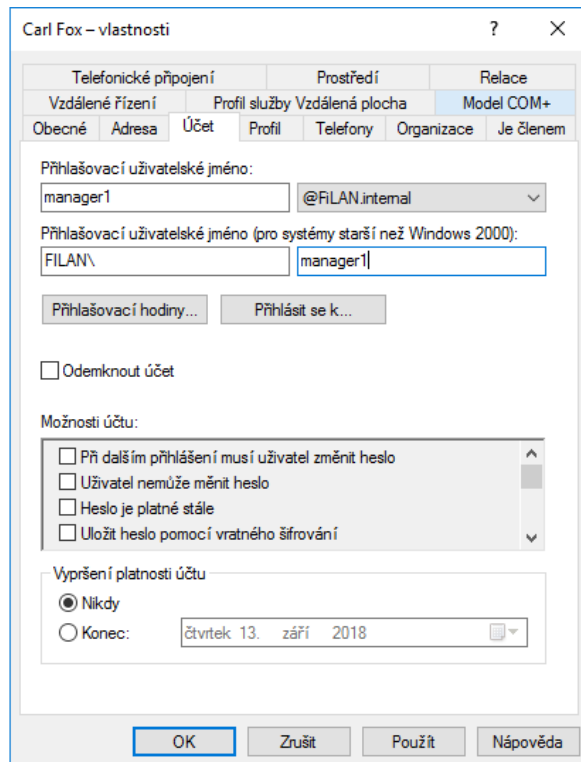 Carl Fox – vlastnosti
Telefonické připojení Prostředí Relace
Vzdálené řízení Profil služby Vzdálená plocha Model COM+
Obecné Adresa Účet Profil Telefony Organizace Je členem
Přihlašovací uživatelské jméno:
manager1 @FiLAN.internal
Přihlašovací uživatelské jméno (pro systémy starší než Windows 2000):
FILAN\ manager1
Přihlašovací hodiny... Přihlásit se k...
Odemknout účet
Možnosti účtu:
Při dalším přihlášení musí uživatel změnit heslo
Uživatel nemůže měnit heslo
Heslo je platné stále
Uložit heslo pomocí vratného šifrování
Vypršení platnosti účtu
Nikdy
Konec: čtvrtek 13. září 2018
OK Zrušit Použít Nápověda